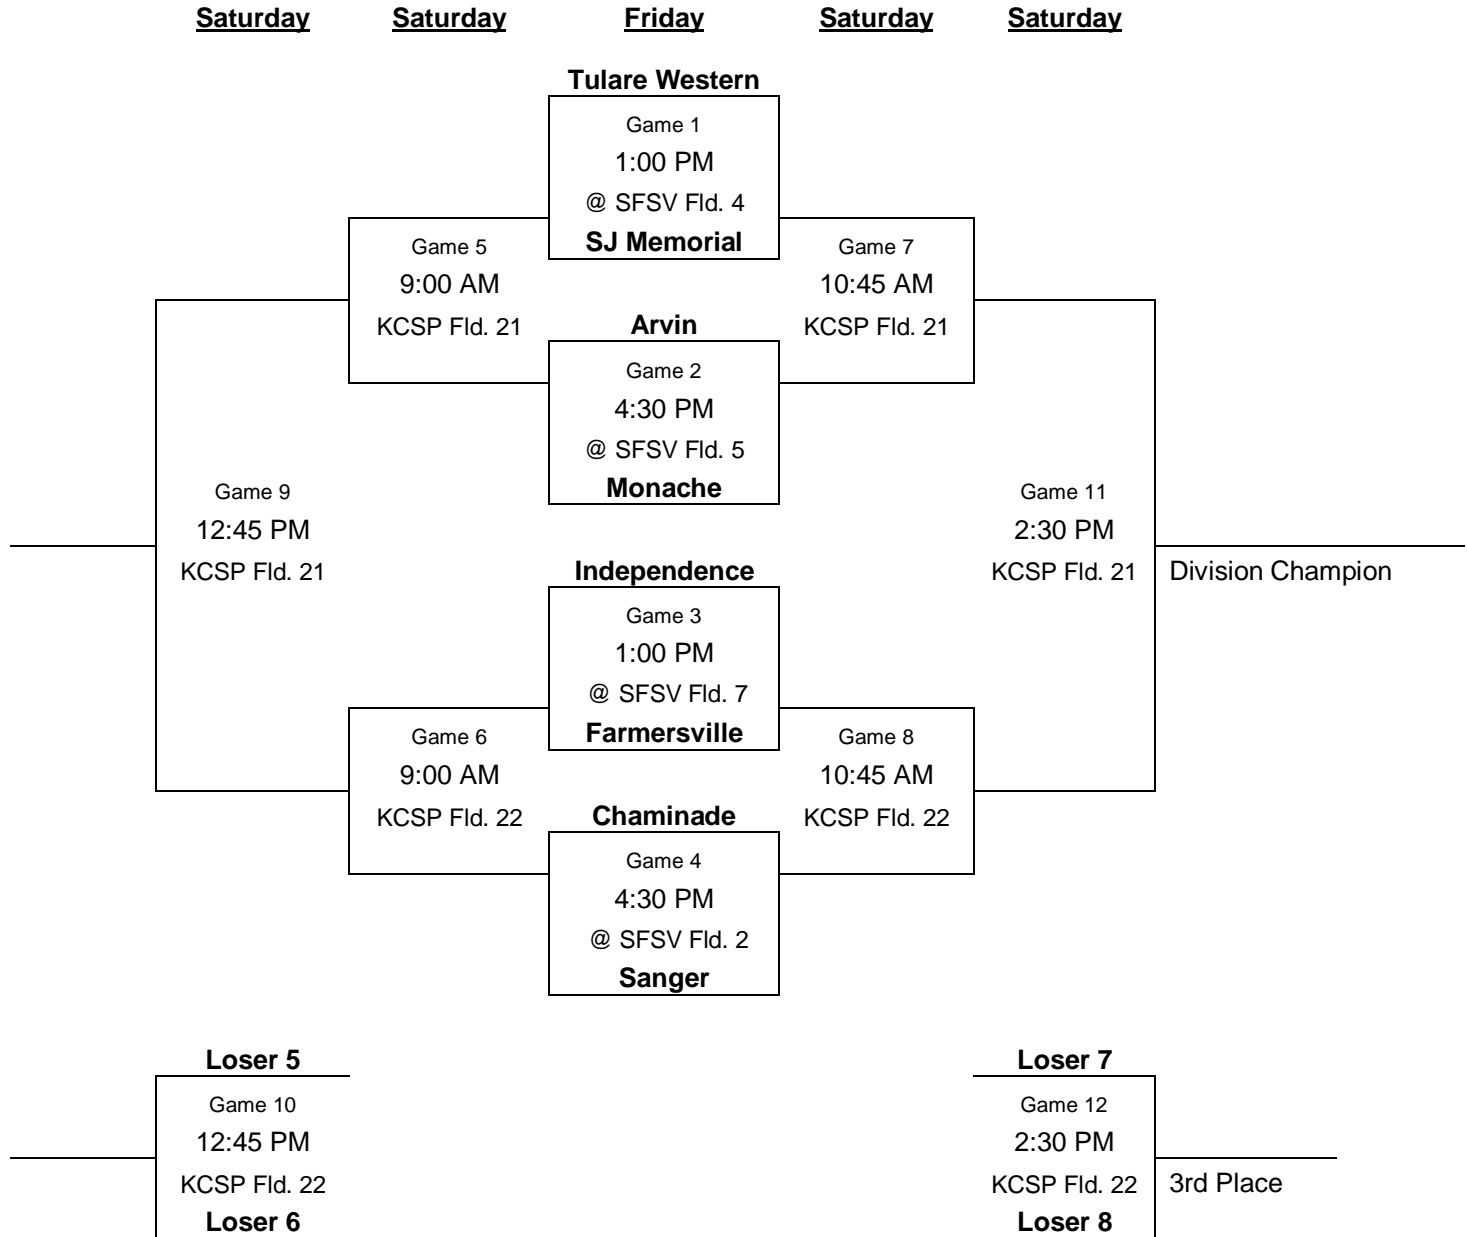 Saturday Saturday Friday Saturday Saturday
Tulare Western
Game 1
1:00 PM
@ SFSV Fld. 4
SJ Memorial
Game 5
9:00 AM
KCSP Fld. 21
Game 7
10:45 AM
KCSP Fld. 21
Arvin
Game 2
4:30 PM
@ SFSV Fld. 5
Monache
Game 9
12:45 PM
KCSP Fld. 21
Game 11
2:30 PM
KCSP Fld. 21
Division Champion
Independence
Game 3
1:00 PM
@ SFSV Fld. 7
Farmersville
Game 6
9:00 AM
KCSP Fld. 22
Game 8
10:45 AM
KCSP Fld. 22
Chaminade
Game 4
4:30 PM
@ SFSV Fld. 2
Sanger
Loser 5
Game 10
12:45 PM
KCSP Fld. 22
Loser 6
Loser 7
Game 12
2:30 PM
KCSP Fld. 22
Loser 8
3rd Place